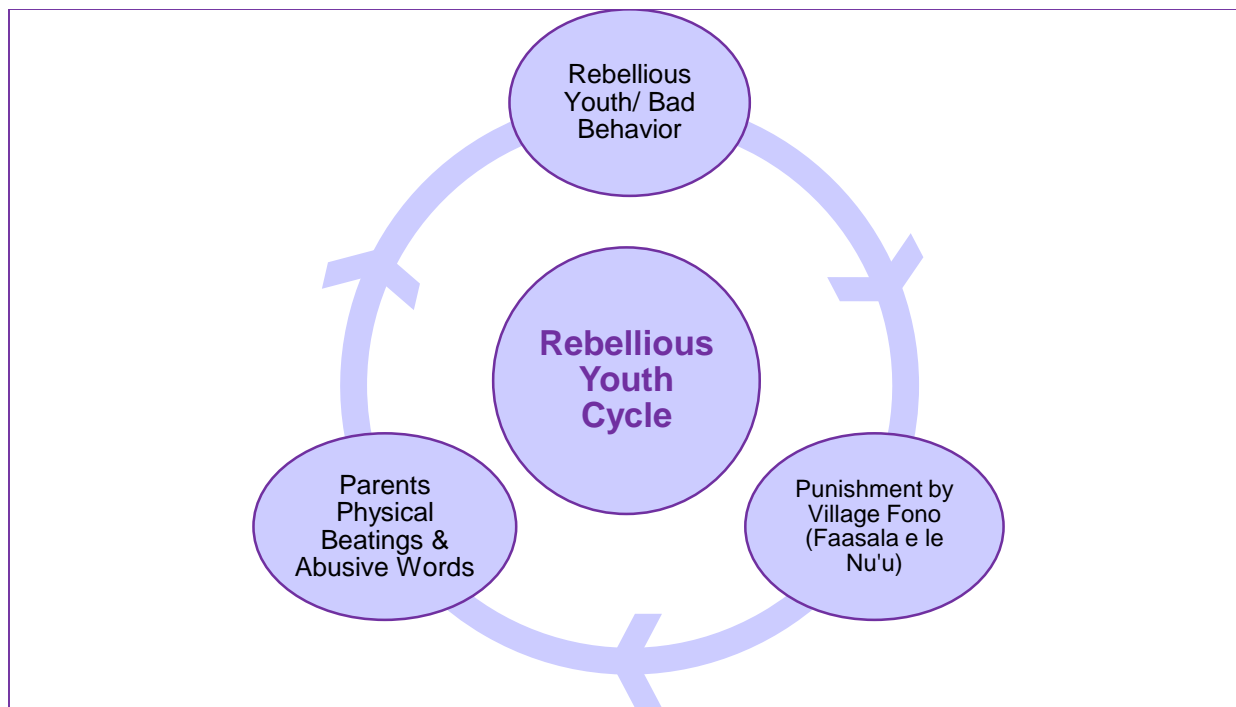 Rebellious
Youth/ Bad
Behavior
Rebellious
Youth
Cycle
Parents
Physical
Beatings &
Abusive Words
Punishment by
Village Fono
(Faasala e le
Nu'u)